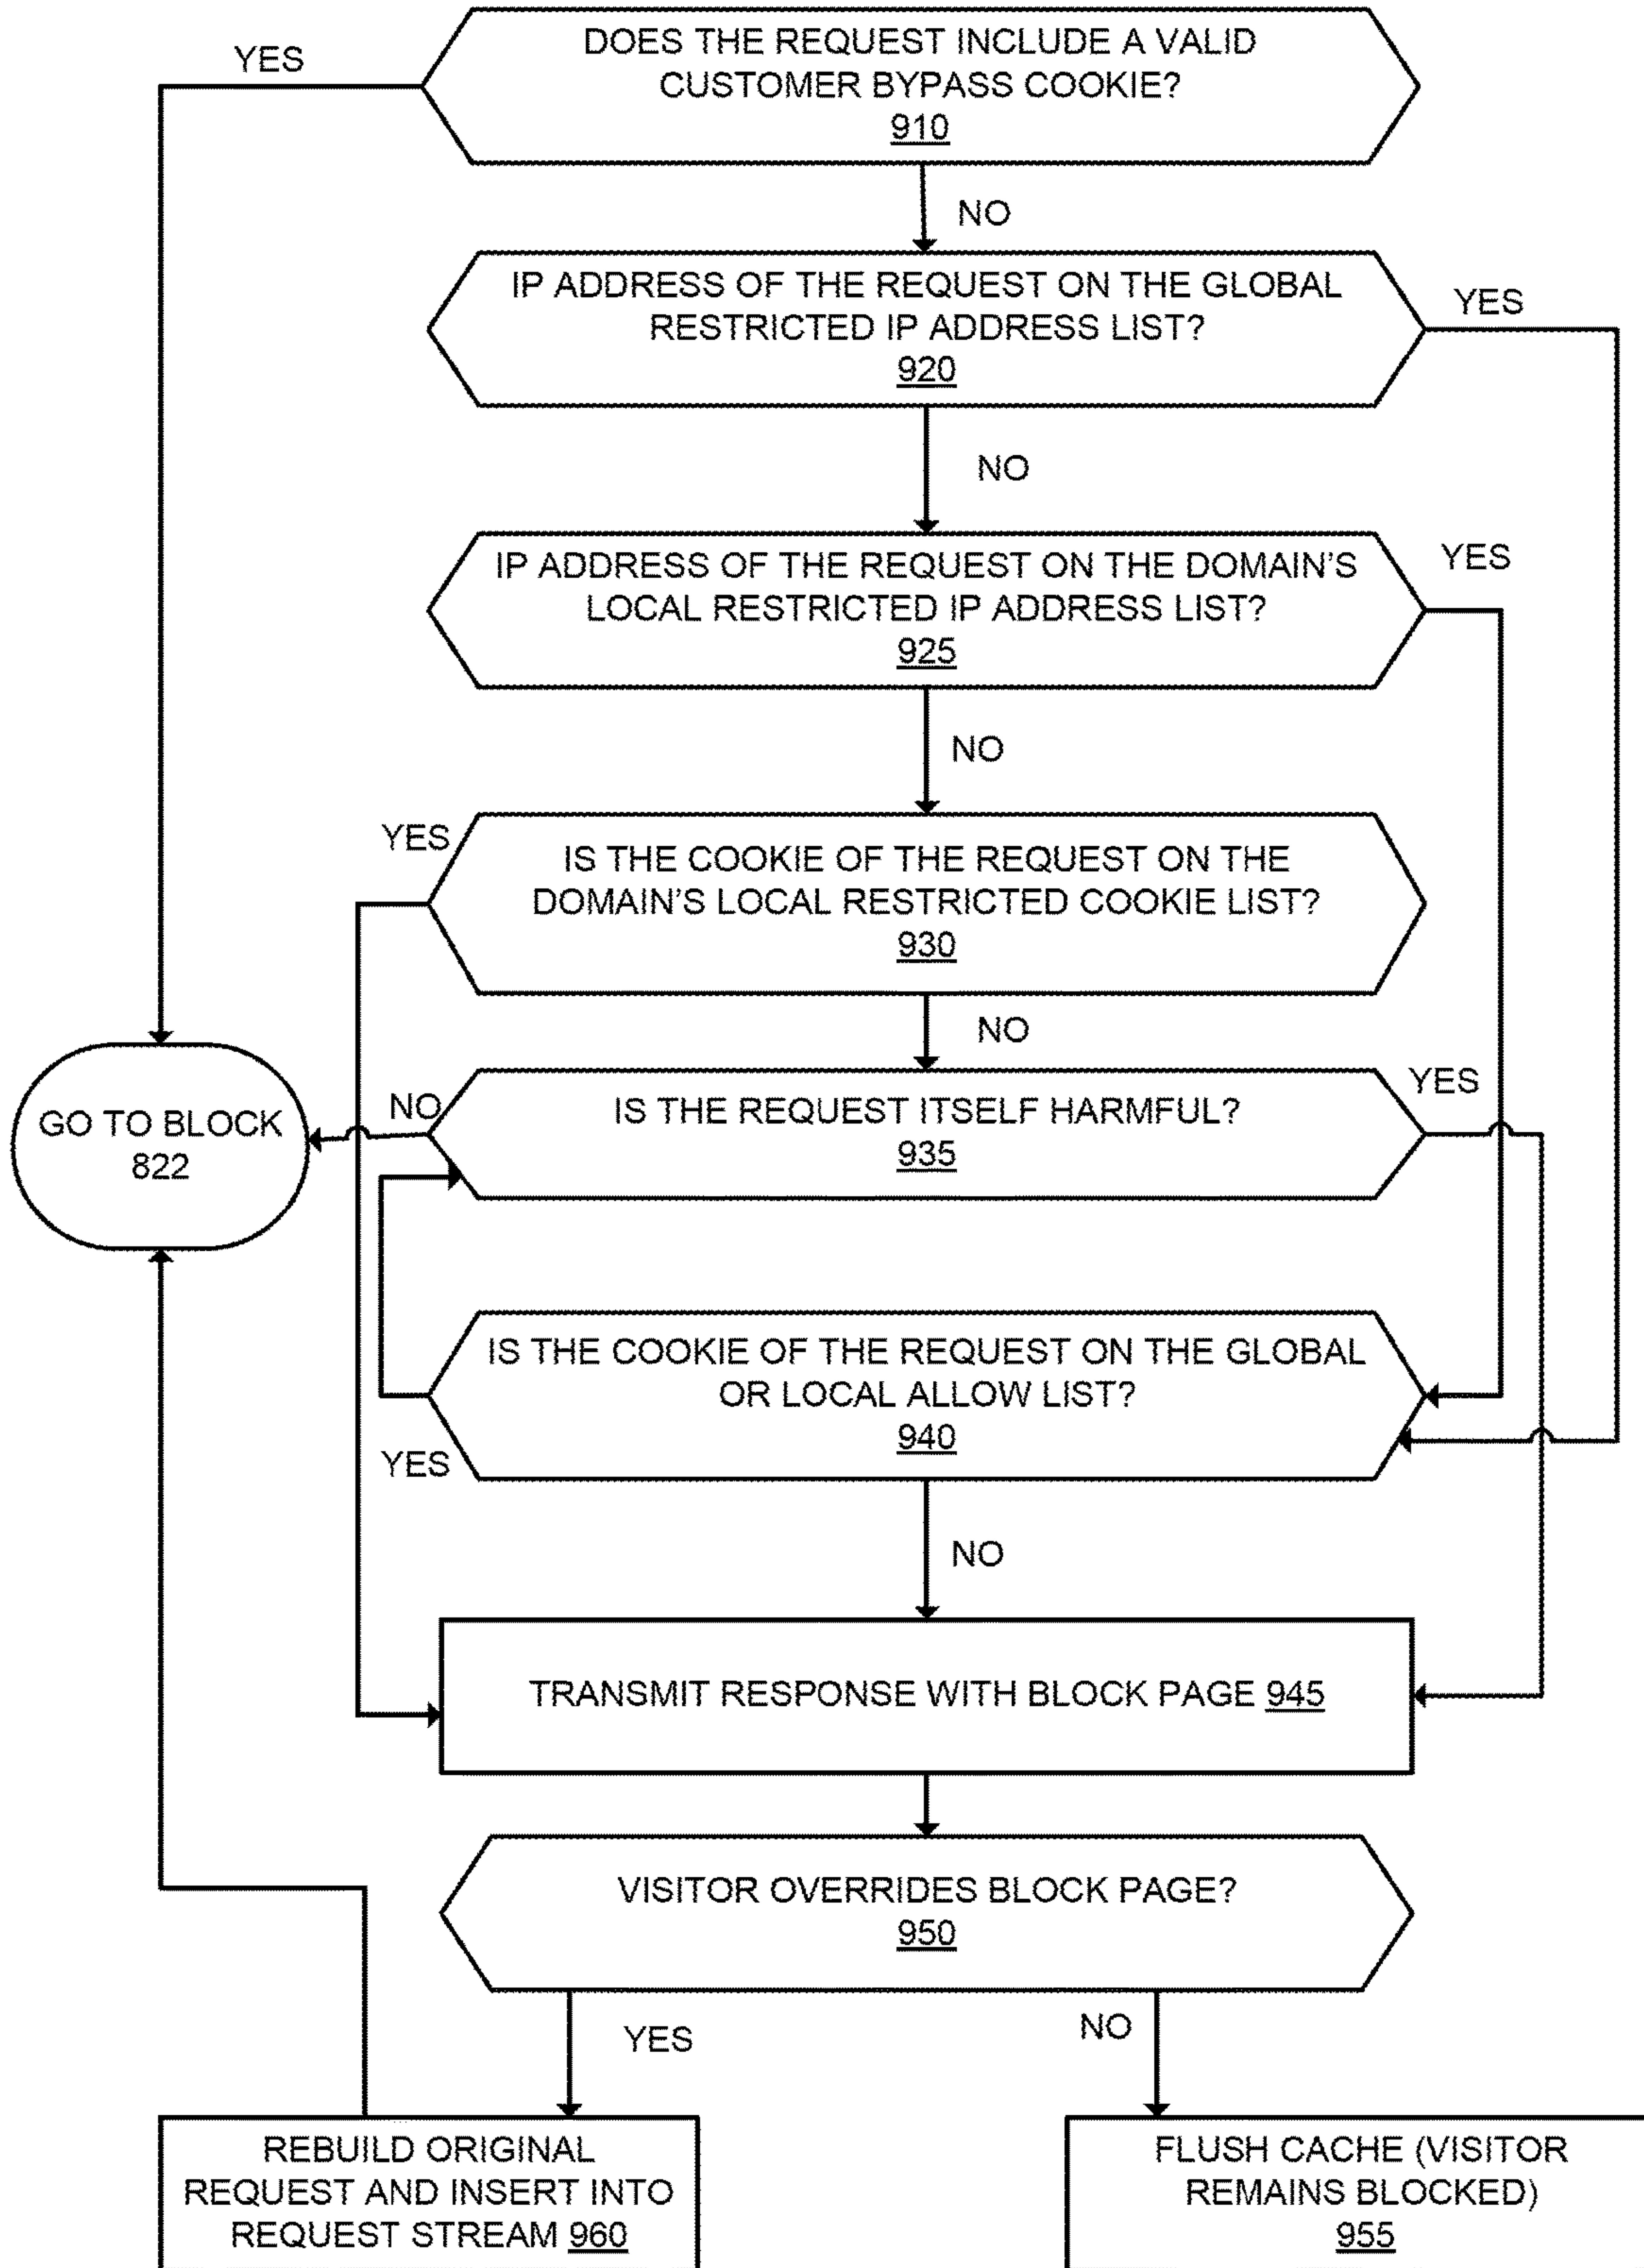 YES
DOES THE REQUEST INCLUDE A VALID
CUSTOMER BYPASS COOKIE?
910
NO
IP ADDRESS OF THE REQUEST ON THE GLOBAL
RESTRICTED IP ADDRESS LIST?
920
YES
NO
IP ADDRESS OF THE REQUEST ON THE DOMAIN'S
LOCAL RESTRICTED IP ADDRESS LIST?
925
YES
NO
YES
IS THE COOKIE OF THE REQUEST ON THE
DOMAIN'S LOCAL RESTRICTED COOKIE LIST?
930
NO
GO TO BLOCK
822
NO
IS THE REQUEST ITSELF HARMFUL?
935
YES
IS THE COOKIE OF THE REQUEST ON THE GLOBAL
OR LOCAL ALLOW LIST?
940
YES
NO
TRANSMIT RESPONSE WITH BLOCK PAGE 945
VISITOR OVERRIDES BLOCK PAGE?
950
YES
NO
REBUILD ORIGINAL
REQUEST AND INSERT INTO
REQUEST STREAM 960
FLUSH CACHE (VISITOR
REMAINS BLOCKED)
955